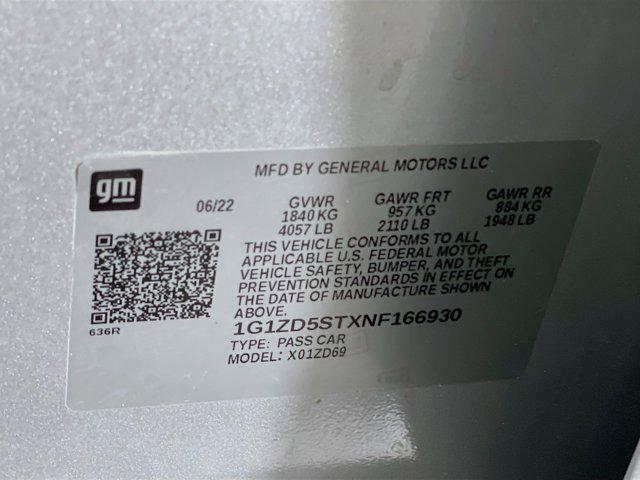 MFD BY GENERAL MOTORS LLC
gm
06/22
GVWR GAWR FRT GAWR RR
1840 KG 957 KG 884 KG
4057 LB 2110 LB 1948 LB
THIS VEHICLE CONFORMS TO ALL
APPLICABLE U.S. FEDERAL MOTOR
VEHICLE SAFETY, BUMPER, AND THEFT
PREVENTION STANDARDS IN EFFECT ON
THE DATE OF MANUFACTURE SHOWN
ABOVE.
636R
1G1ZD5STXNF166930
TYPE: PASS CAR
MODEL: X01ZD69